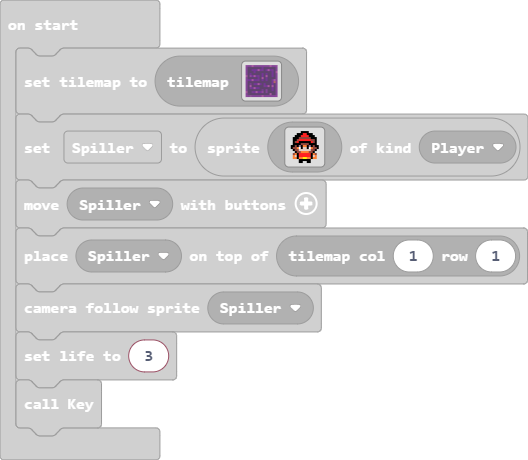 on start
set tilemap to tilemap
set Spiller to sprite of kind Player
move Spiller with buttons
place Spiller on top of tilemap col 1 row 1
camera follow sprite Spiller
set life to 3
call Key